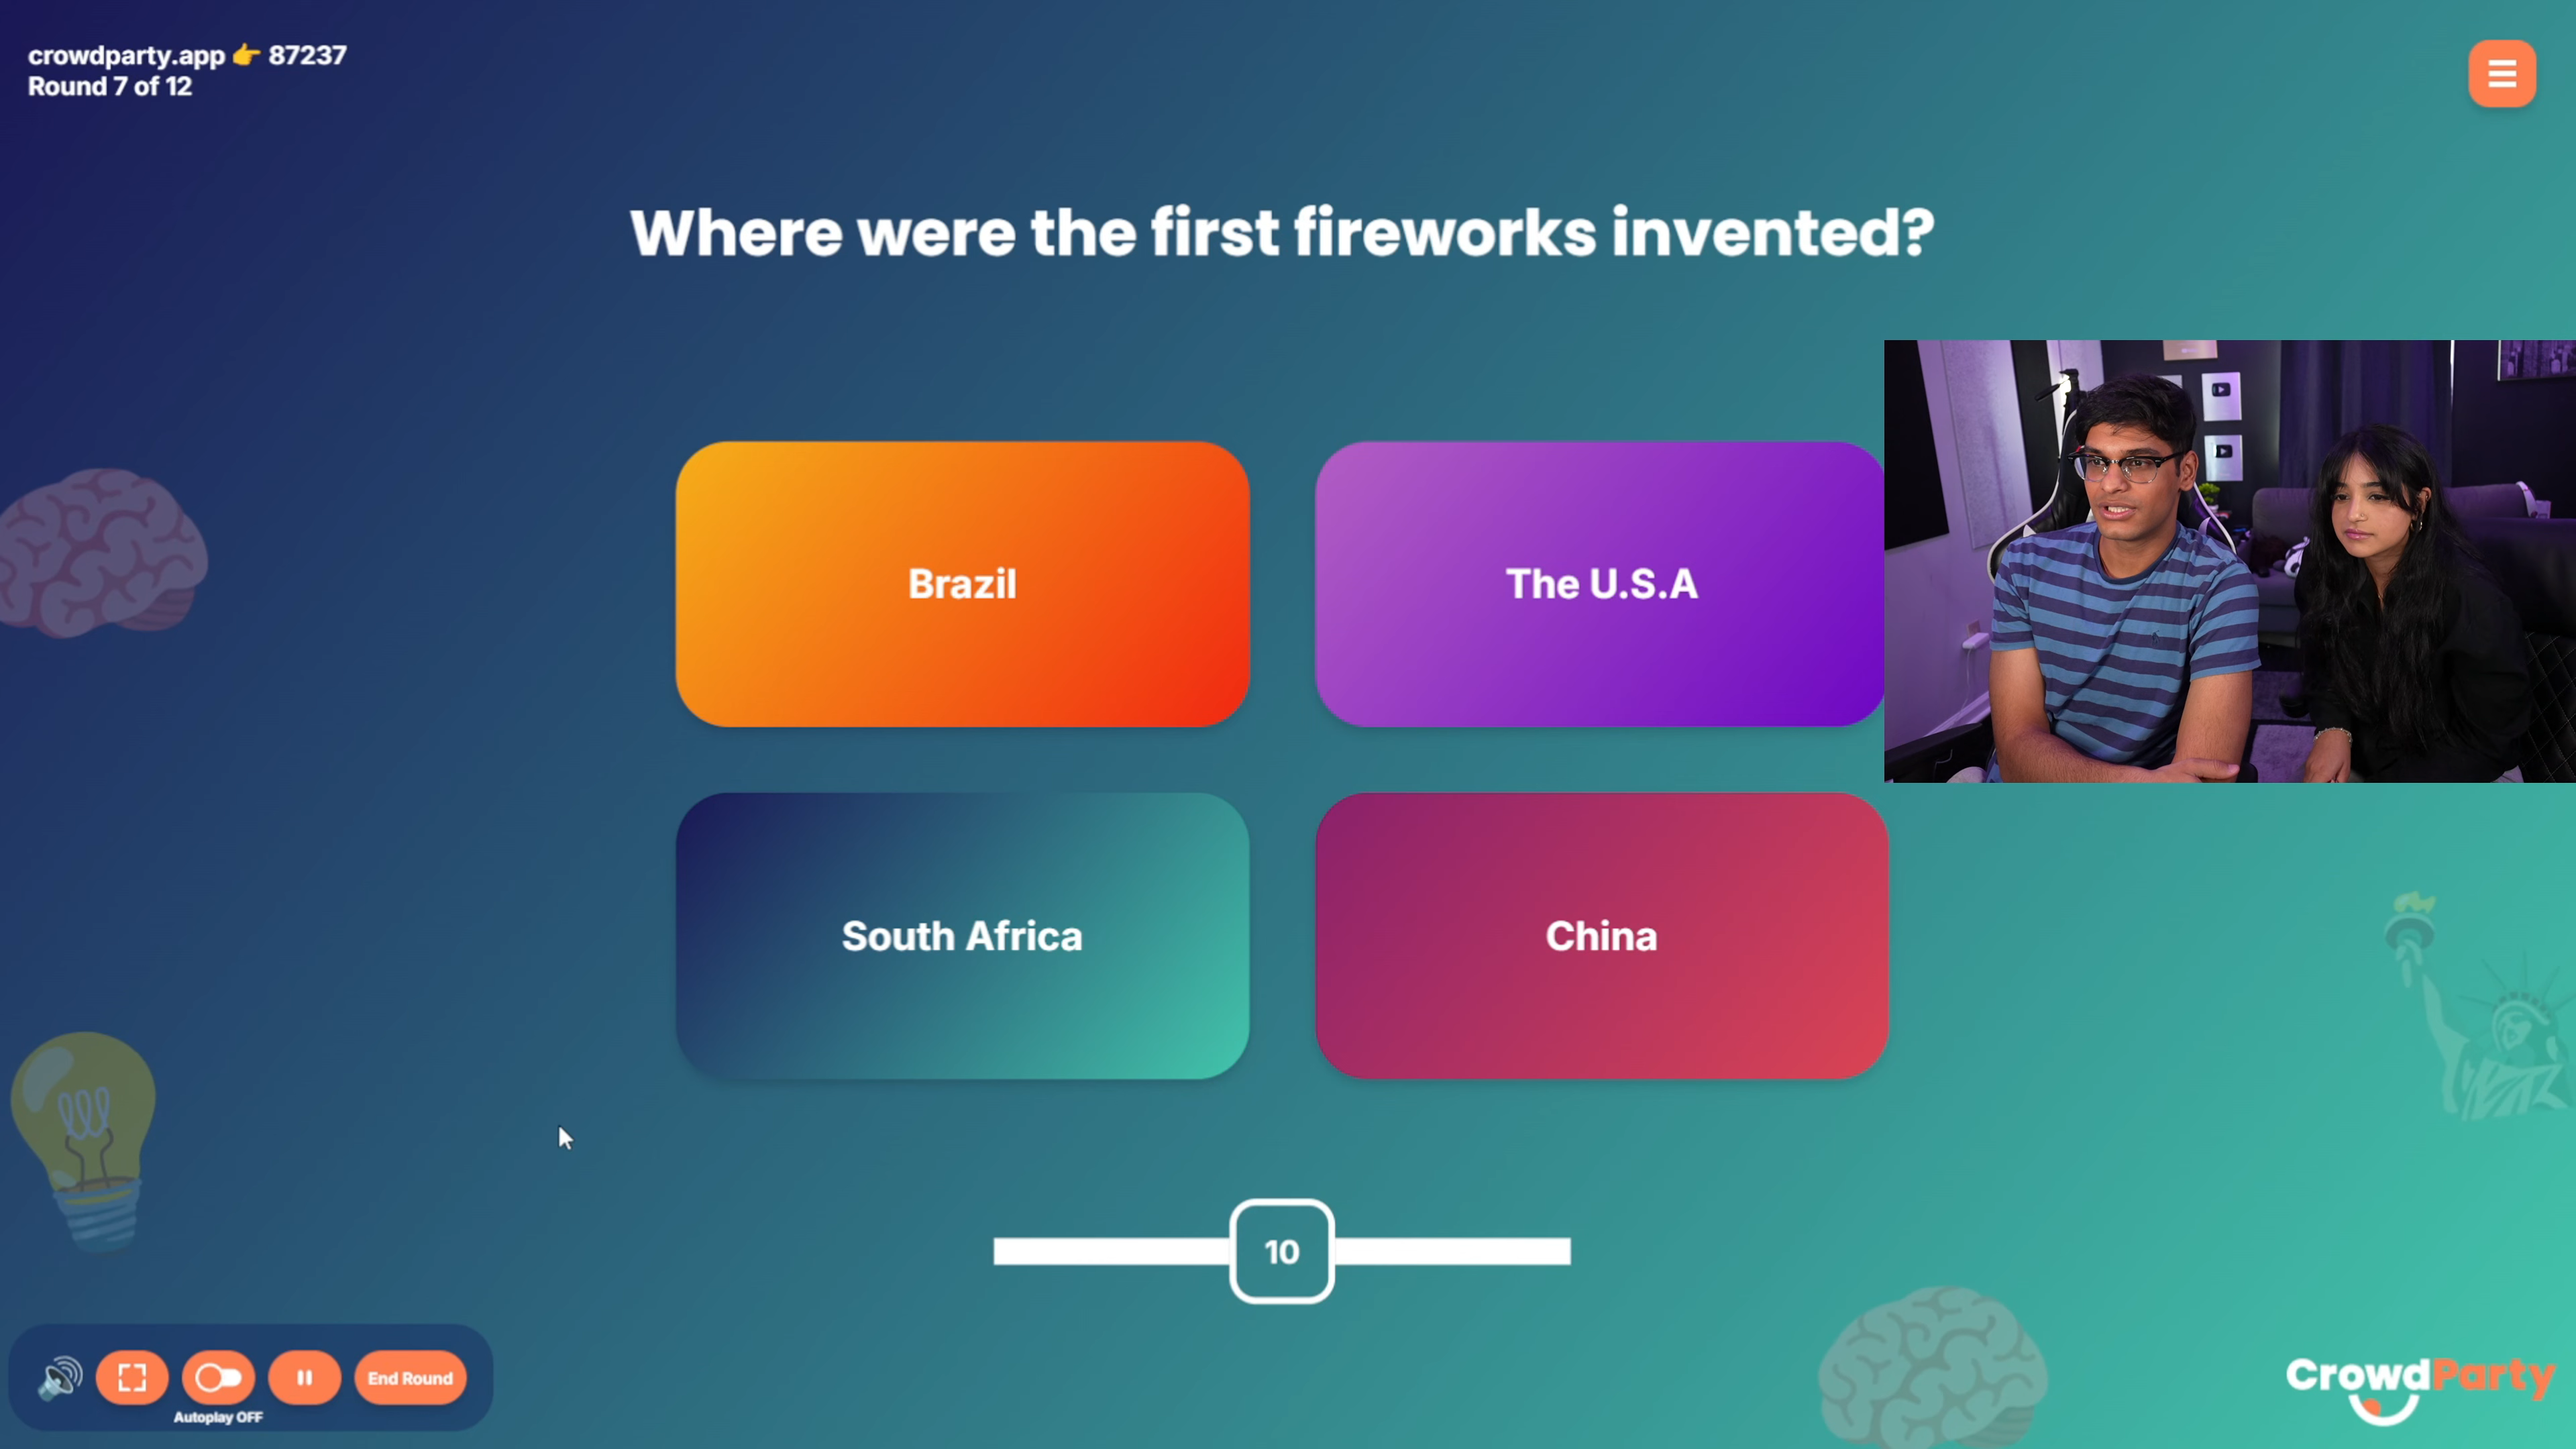 crowdparty.app 👉 87237
Round 7 of 12
Where were the first fireworks invented?
Brazil
The U.S.A
South Africa
China
10
End Round
Autoplay OFF
CrowdParty